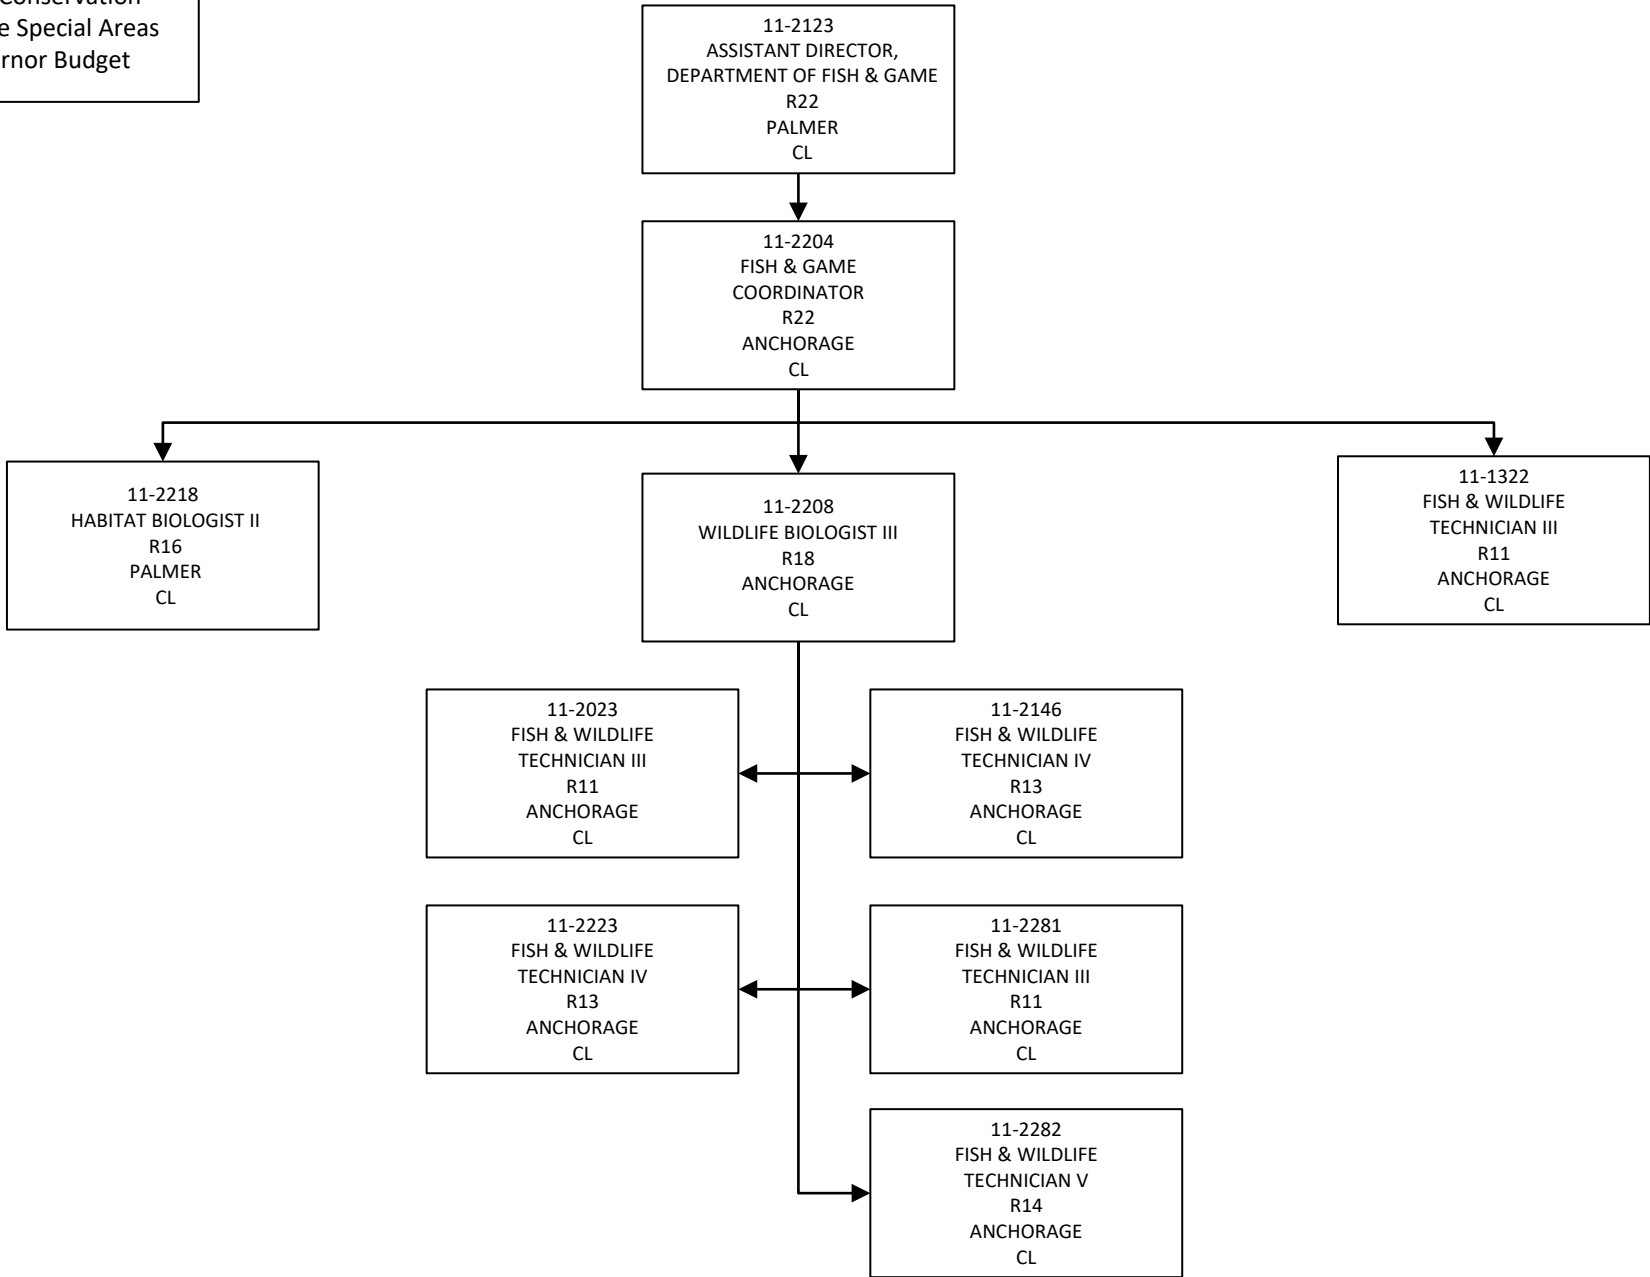 Conservation
Special Areas
Budget
11-2123
ASSISTANT DIRECTOR,
DEPARTMENT OF FISH & GAME
R22
PALMER
CL
11-2204
FISH & GAME
COORDINATOR
R22
ANCHORAGE
CL
11-2218
HABITAT BIOLOGIST II
R16
PALMER
CL
11-2208
WILDLIFE BIOLOGIST III
R18
ANCHORAGE
CL
11-1322
FISH & WILDLIFE
TECHNICIAN III
R11
ANCHORAGE
CL
11-2023
FISH & WILDLIFE
TECHNICIAN III
R11
ANCHORAGE
CL
11-2146
FISH & WILDLIFE
TECHNICIAN IV
R13
ANCHORAGE
CL
11-2223
FISH & WILDLIFE
TECHNICIAN IV
R13
ANCHORAGE
CL
11-2281
FISH & WILDLIFE
TECHNICIAN III
R11
ANCHORAGE
CL
11-2282
FISH & WILDLIFE
TECHNICIAN V
R14
ANCHORAGE
CL